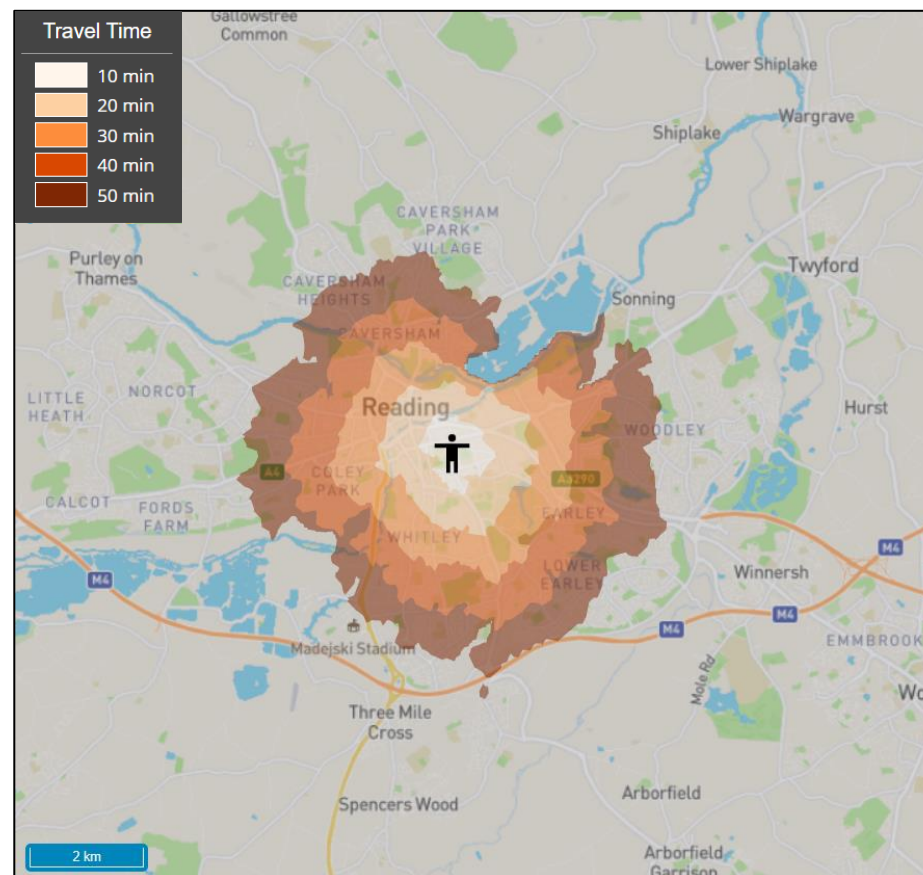 Travel Time
10 min
20 min
30 min
40 min
50 min
Gallowstree
Common
Lower Shiplake
Wargrave
Shiplake
CAVERSHAM
PARK
VILLAGE
Purley on
Thames
Twyford
CAVERSHAM
HEIGHTS
Sonning
CAVERSHAM
NORCOT
LITTLE
HEATH
Reading
Hurst
WOODLEY
A4
COLEY
PARK
A3290
CALCOT
FORDS
FARM
EARLEY
WHITLEY
M4
M4
LOWER
EARLEY
Winnersh
M4
M4
EMMBROOK
Madejski Stadium
Mole Rd
Wo
Three Mile
Cross
Spencers Wood
Arborfield
2 km
Arborfield
Garrison